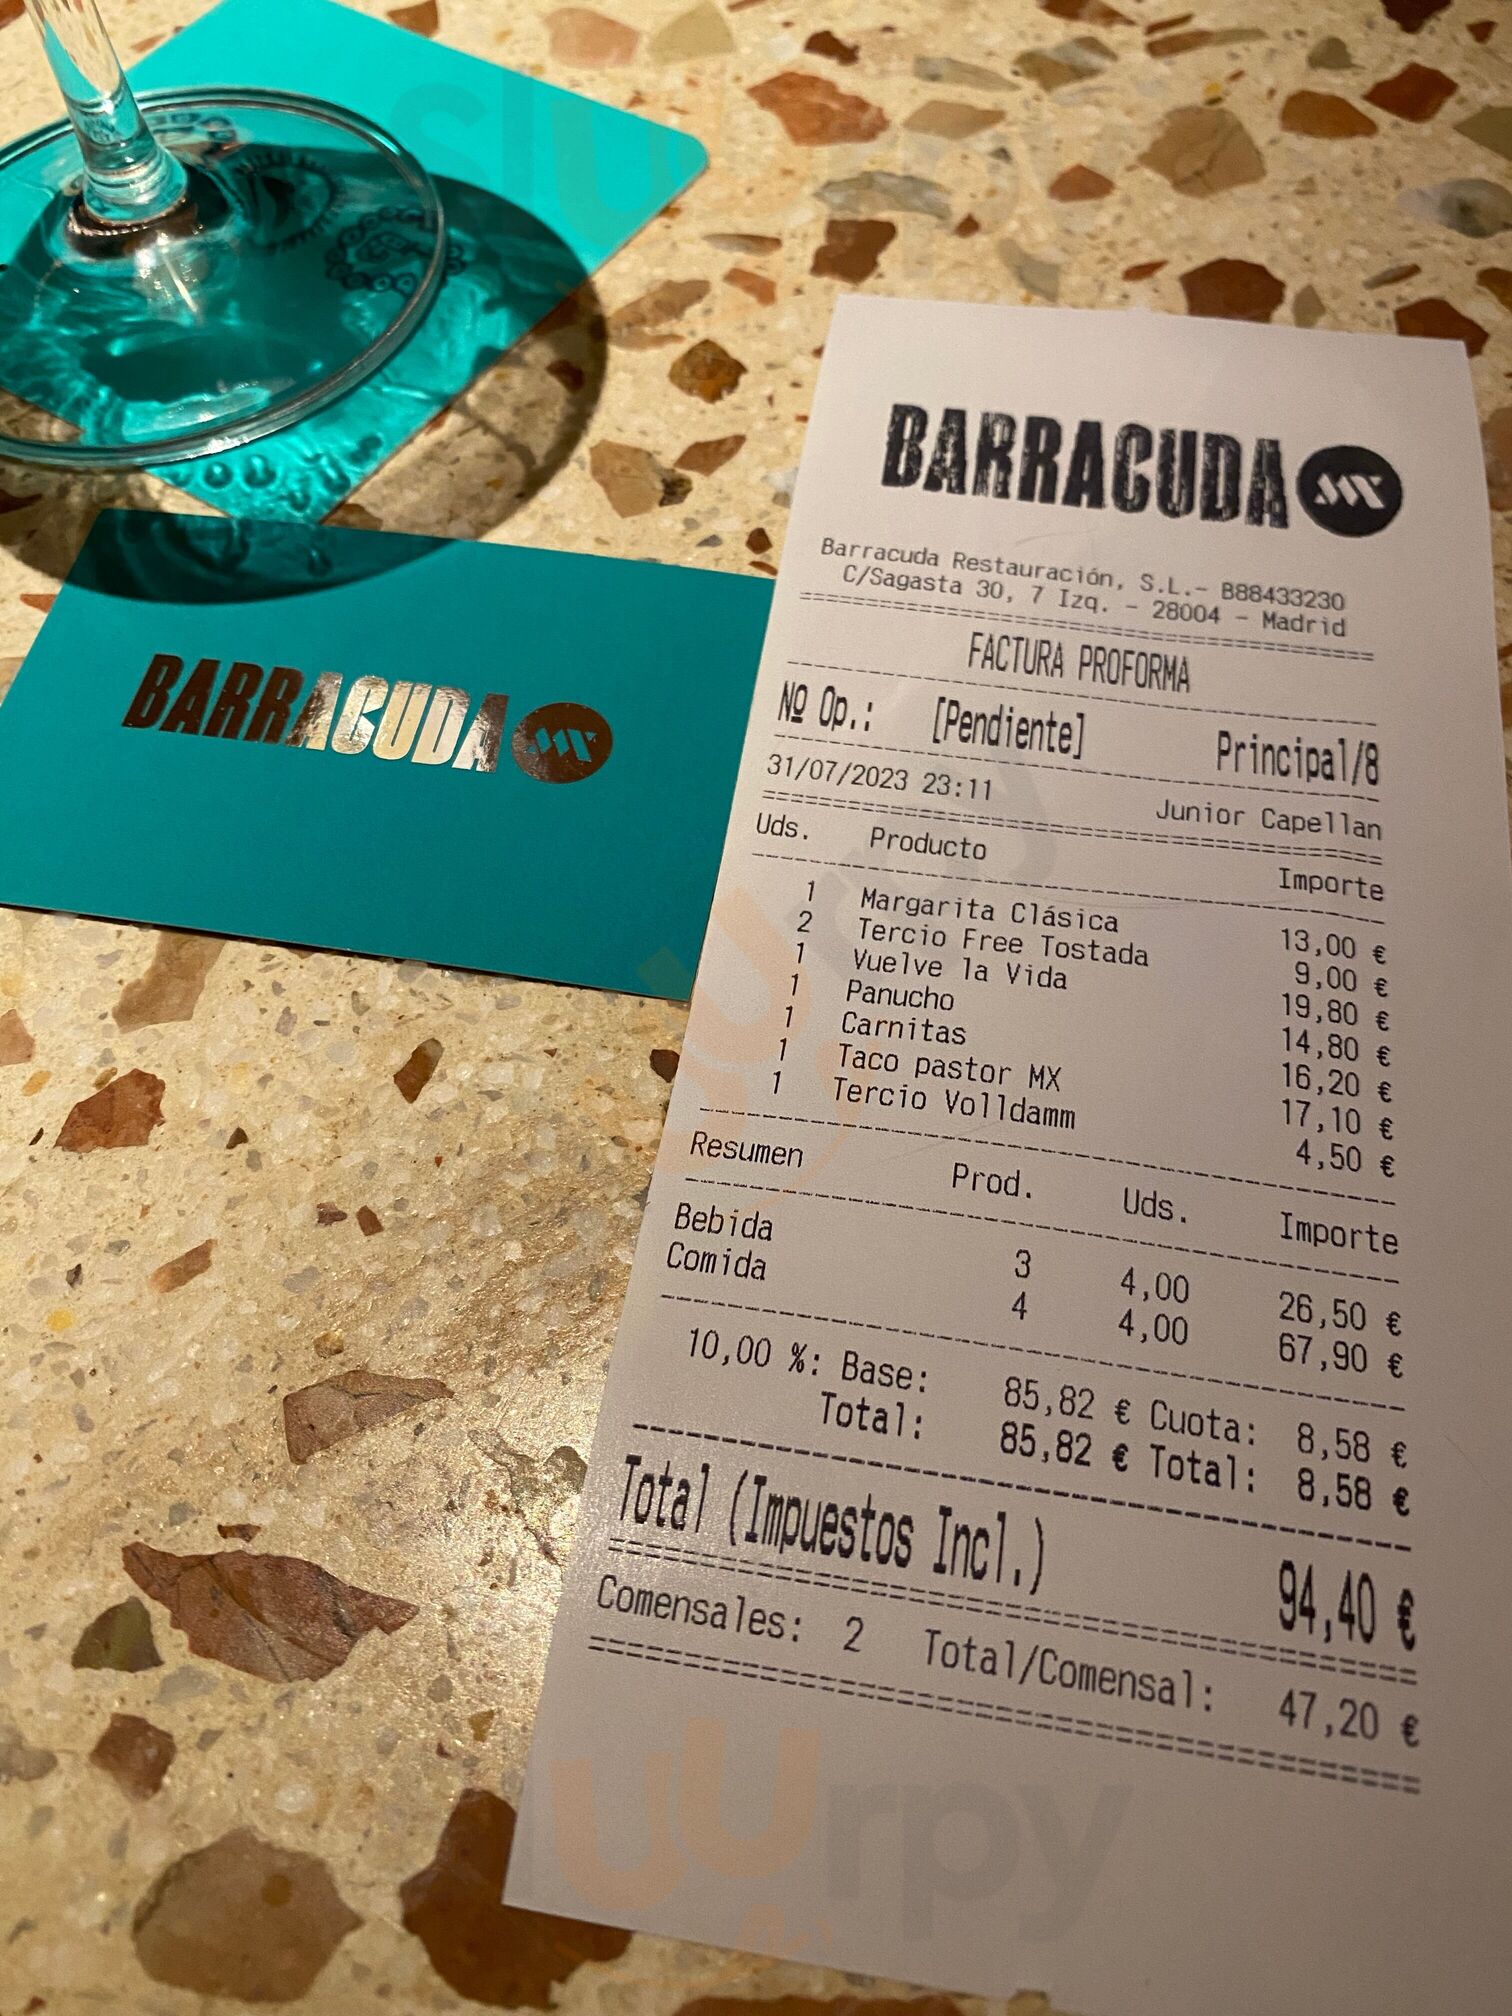 BARRACUDA MX
Barracuda Restauración, S.L.- B88433230
C/Sagasta 30, 7 Izq. - 28004 - Madrid
FACTURA PROFORMA
Nº Op.: [Pendiente] Principal/8
31/07/2023 23:11 Junior Capellan
Uds. Producto Importe
1 Margarita Clásica 13,00 €
2 Tercio Free Tostada 9,00 €
1 Vuelve la Vida 19,80 €
1 Panucho 14,80 €
1 Carnitas 16,20 €
1 Taco pastor MX 17,10 €
1 Tercio Volldamm 4,50 €
Resumen Prod. Uds. Importe
Bebida 3 4,00 26,50 €
Comida 4 4,00 67,90 €
10,00 %: Base: 85,82 € Cuota: 8,58 €
Total: 85,82 € Total: 8,58 €
Total (Impuestos Incl.) 94,40 €
Comensales: 2 Total/Comensal: 47,20 €
BARRACUDA MX